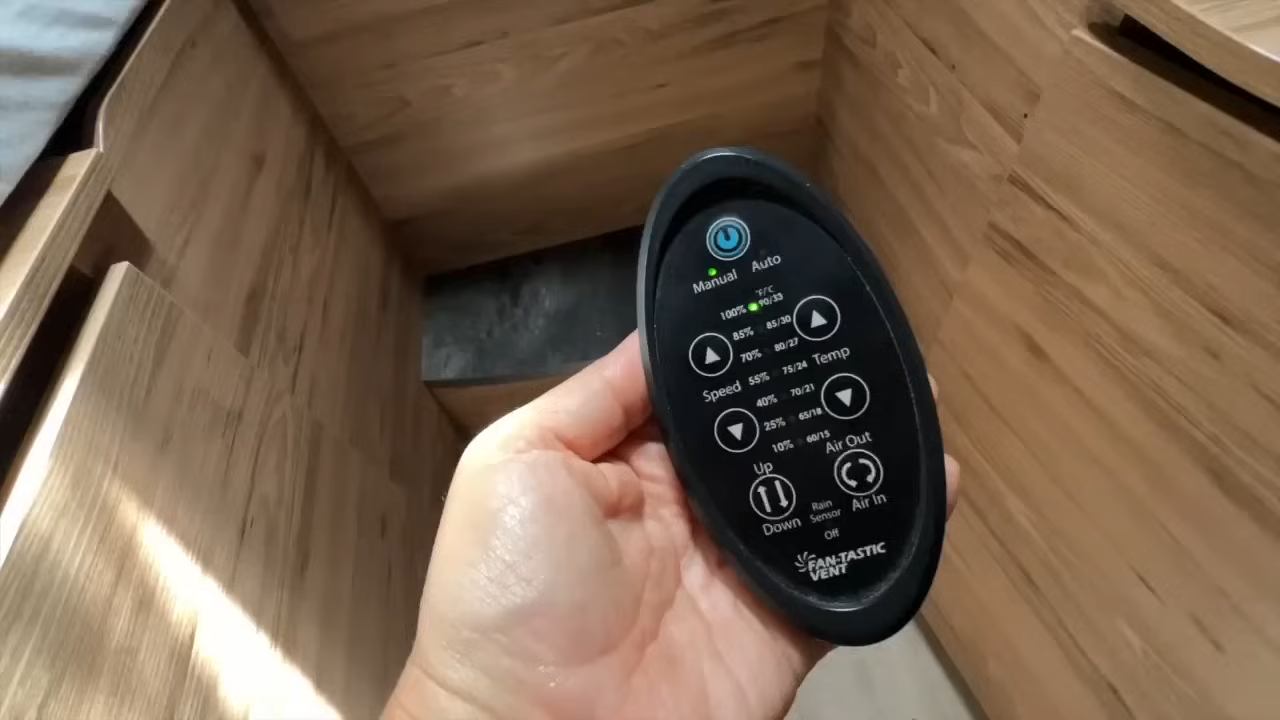 Manual Auto
°F/°C
100% 90/33
85% 85/30
70% 80/27
Temp
Speed 55% 75/24
40% 70/21
25% 65/18
10% 60/15
Up Air Out
Down Rain Sensor Air In
Off
FAN-TASTIC
VENT